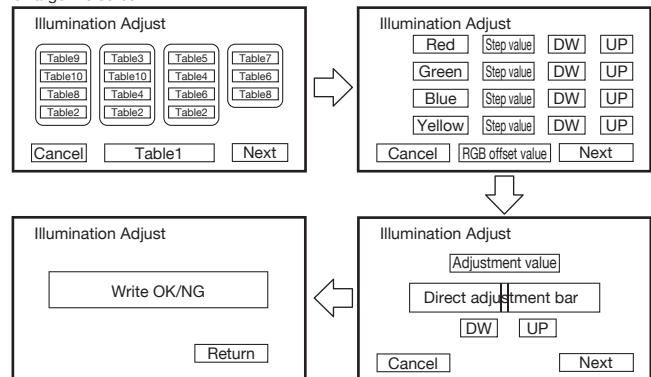 Illumination Adjust
Table9 Table3 Table5 Table7
Table10 Table10 Table4 Table6
Table8 Table4 Table6 Table8
Table2 Table2 Table2
Cancel Table1 Next
Illumination Adjust
Red Step value DW UP
Green Step value DW UP
Blue Step value DW UP
Yellow Step value DW UP
Cancel RGB offset value Next
Illumination Adjust
Adjustment value
Direct adjustment bar
DW UP
Cancel Next
Illumination Adjust
Write OK/NG
Return